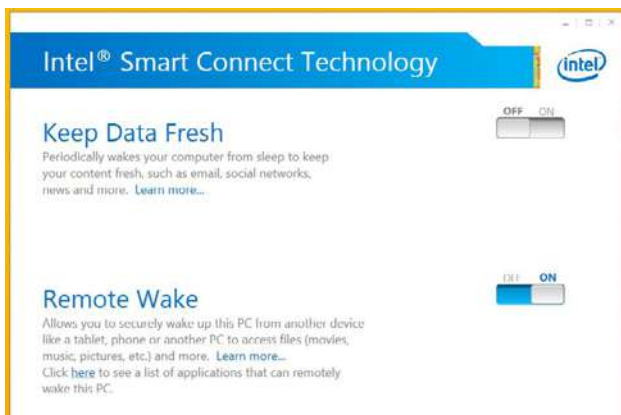 Intel® Smart Connect Technology
intel
OFF ON
Keep Data Fresh
Periodically wakes your computer from sleep to keep
your content fresh, such as email, social networks,
news and more. Learn more...
OFF ON
Remote Wake
Allows you to securely wake up this PC from another device
like a tablet, phone or another PC to access files (movies,
music, pictures, etc.) and more. Learn more...
Click here to see a list of applications that can remotely
wake this PC.